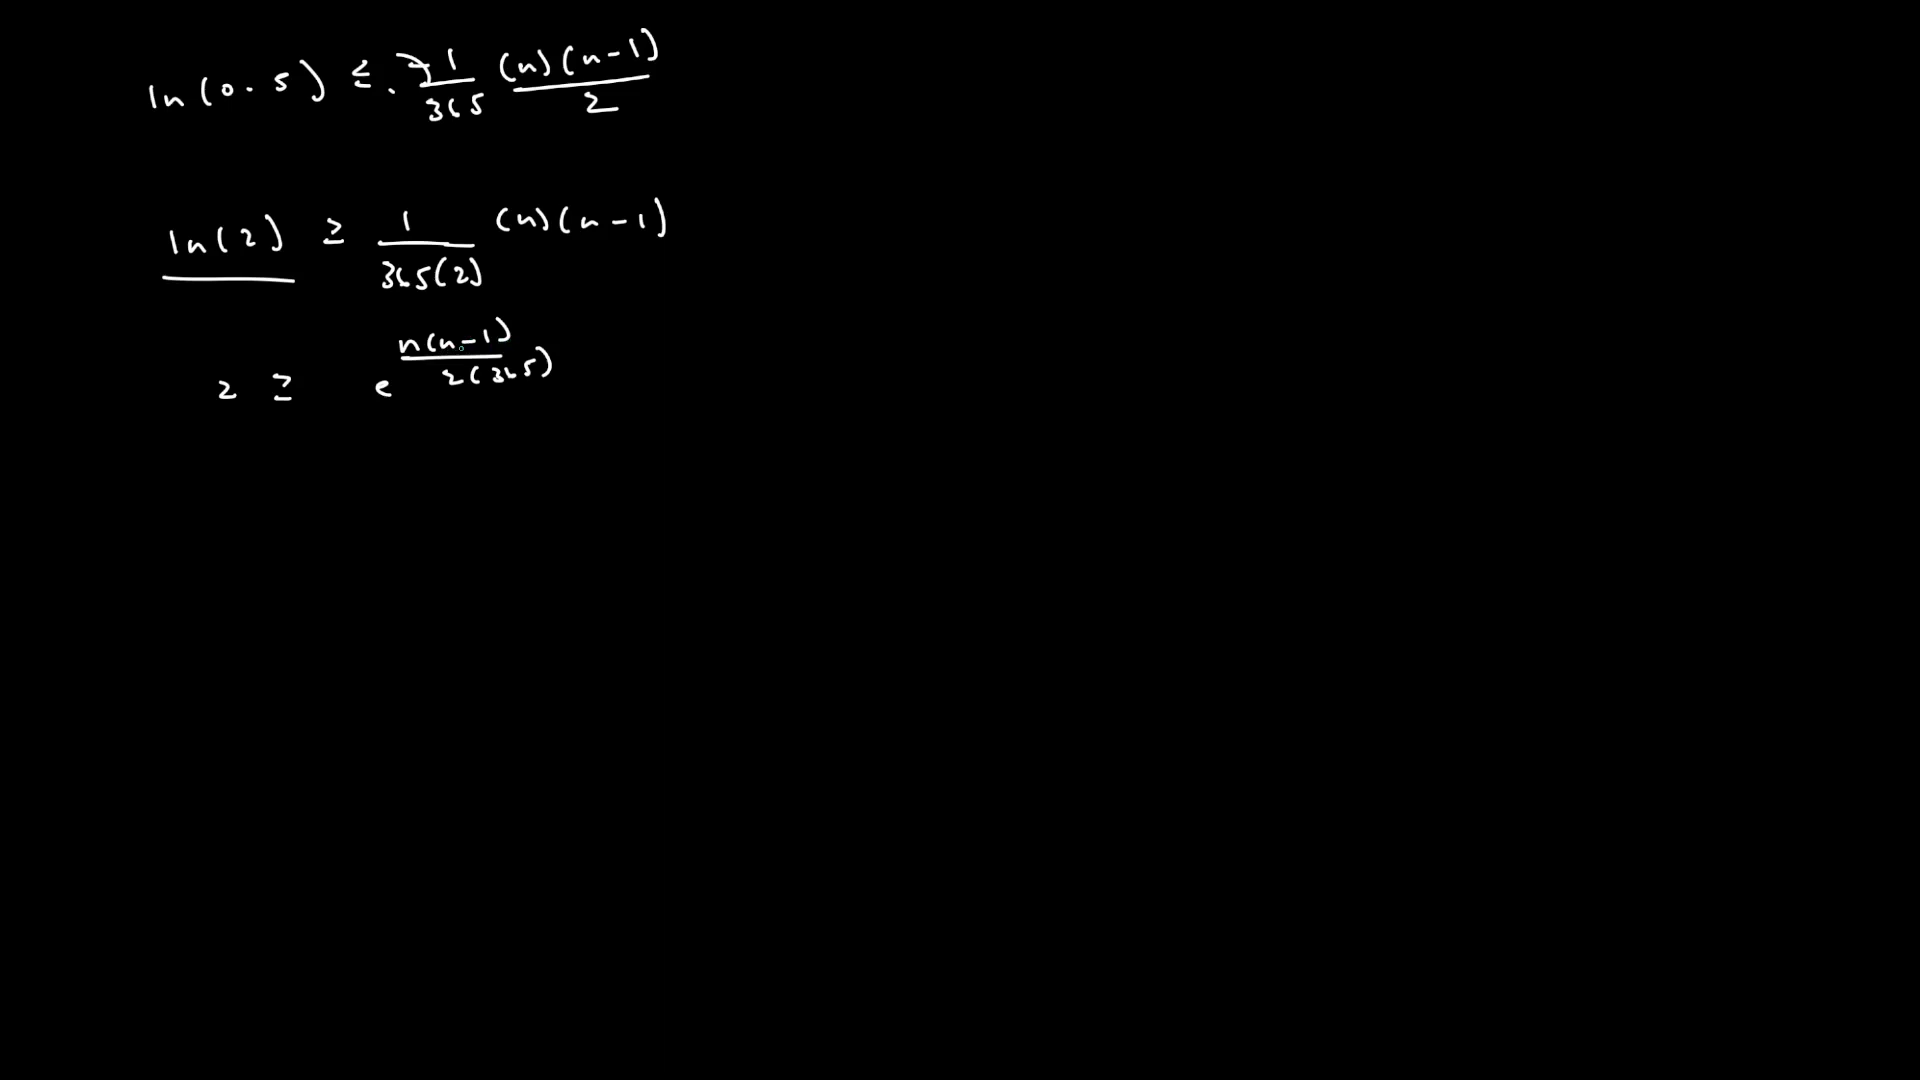 ln(0.5) ≤ -1/365 (n)(n-1)/2
ln(2) ≥ 1/365(2) (n)(n-1)
2 ≥ e^(n(n-1)/2(365))